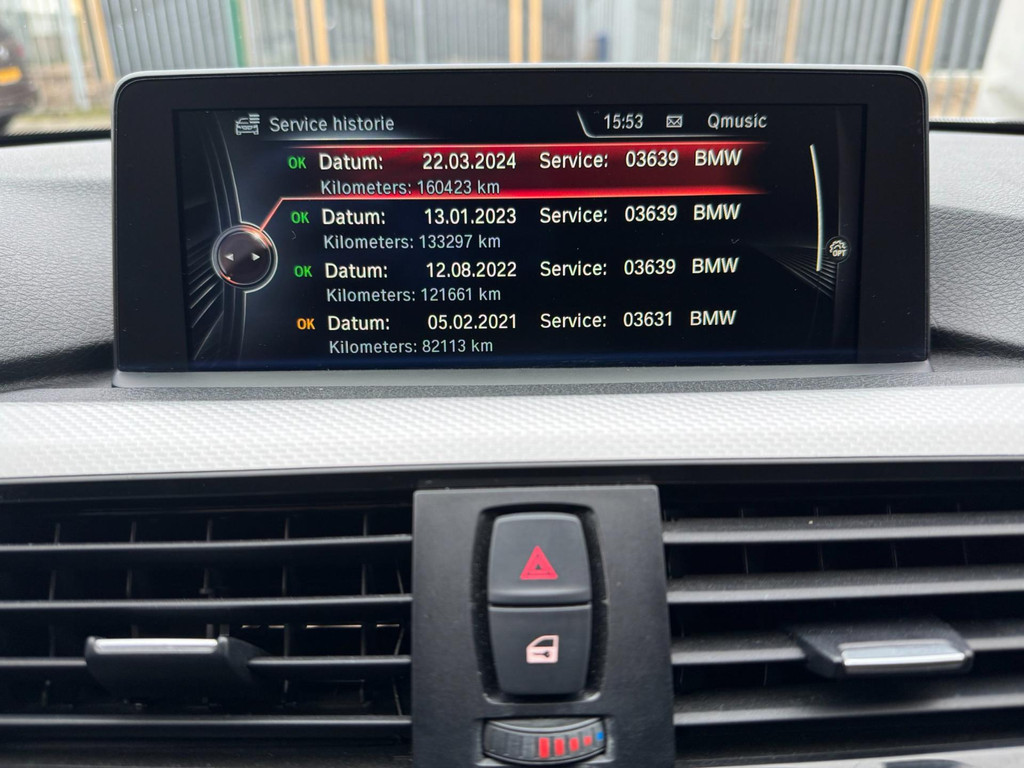 Service historie 15:53 Qmusic
OK Datum: 22.03.2024 Service: 03639 BMW
Kilometers: 160423 km
OK Datum: 13.01.2023 Service: 03639 BMW
Kilometers: 133297 km
OK Datum: 12.08.2022 Service: 03639 BMW
Kilometers: 121661 km
OK Datum: 05.02.2021 Service: 03631 BMW
Kilometers: 82113 km
OPT